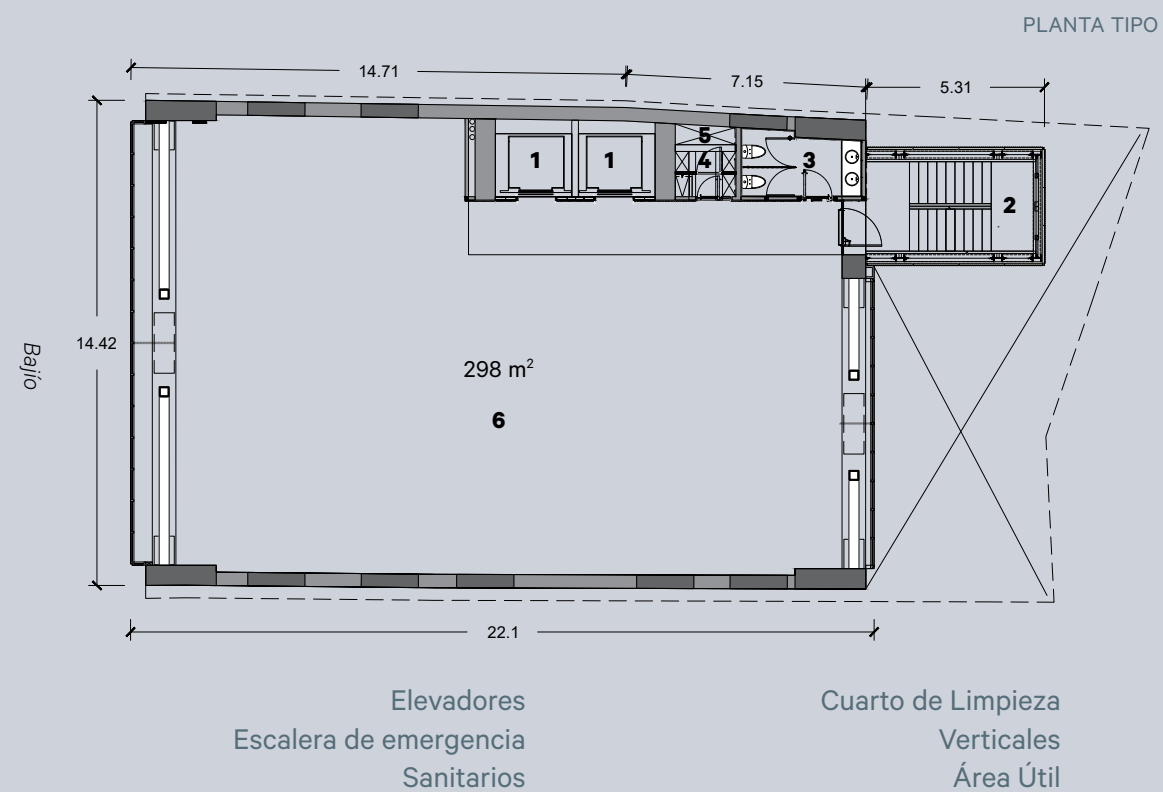 PLANTA TIPO
14.71
7.15
5.31
1
1
5
4
3
2
14.42
Bajío
298 m²
6
22.1
Elevadores
Escalera de emergencia
Sanitarios
Cuarto de Limpieza
Verticales
Área Útil